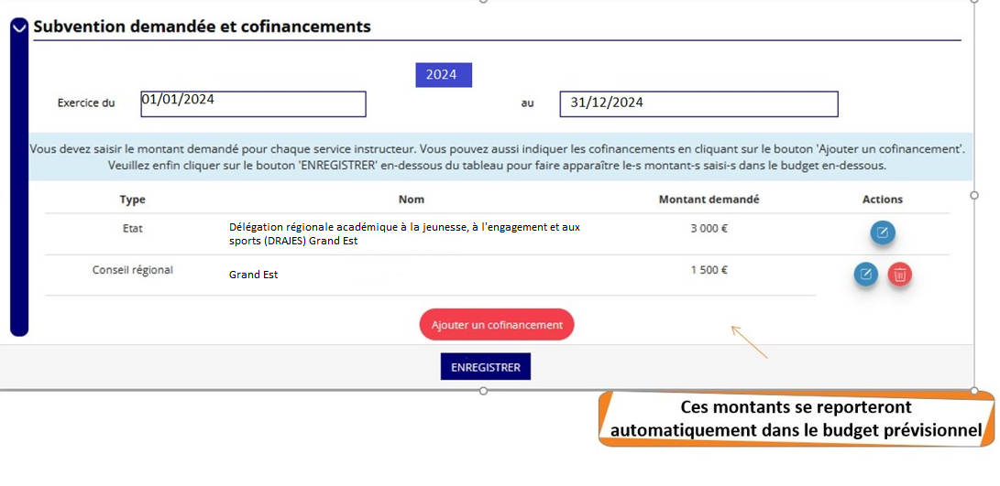 Subvention demandée et cofinancements
2024
Exercice du 01/01/2024 au 31/12/2024
Vous devez saisir le montant demandé pour chaque service instructeur. Vous pouvez aussi indiquer les cofinancements en cliquant sur le bouton 'Ajouter un cofinancement'.
Veuillez enfin cliquer sur le bouton 'ENREGISTRER' en-dessous du tableau pour faire apparaître le-s montant-s saisi-s dans le budget en-dessous.
Type Nom Montant demandé Actions
Etat Délégation régionale académique à la jeunesse, à l'engagement et aux 3 000 €
sports (DRAJES) Grand Est
Conseil régional Grand Est 1 500 €
Ajouter un cofinancement
ENREGISTRER
Ces montants se reporteront
automatiquement dans le budget prévisionnel